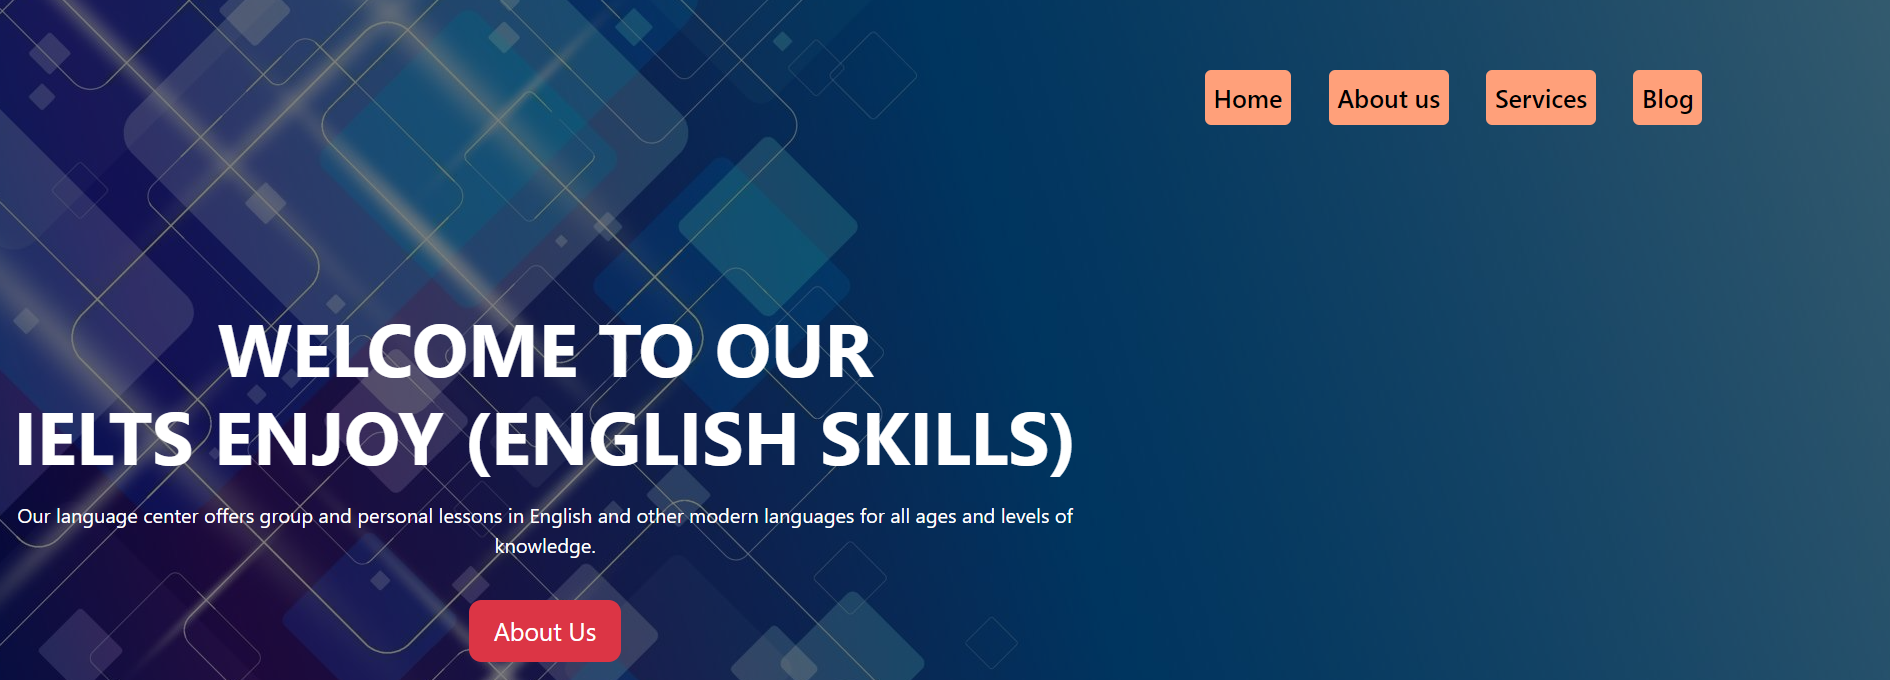 Home
About us
Services
Blog
WELCOME TO OUR
IELTS ENJOY (ENGLISH SKILLS)
Our language center offers group and personal lessons in English and other modern languages for all ages and levels of
knowledge.
About Us